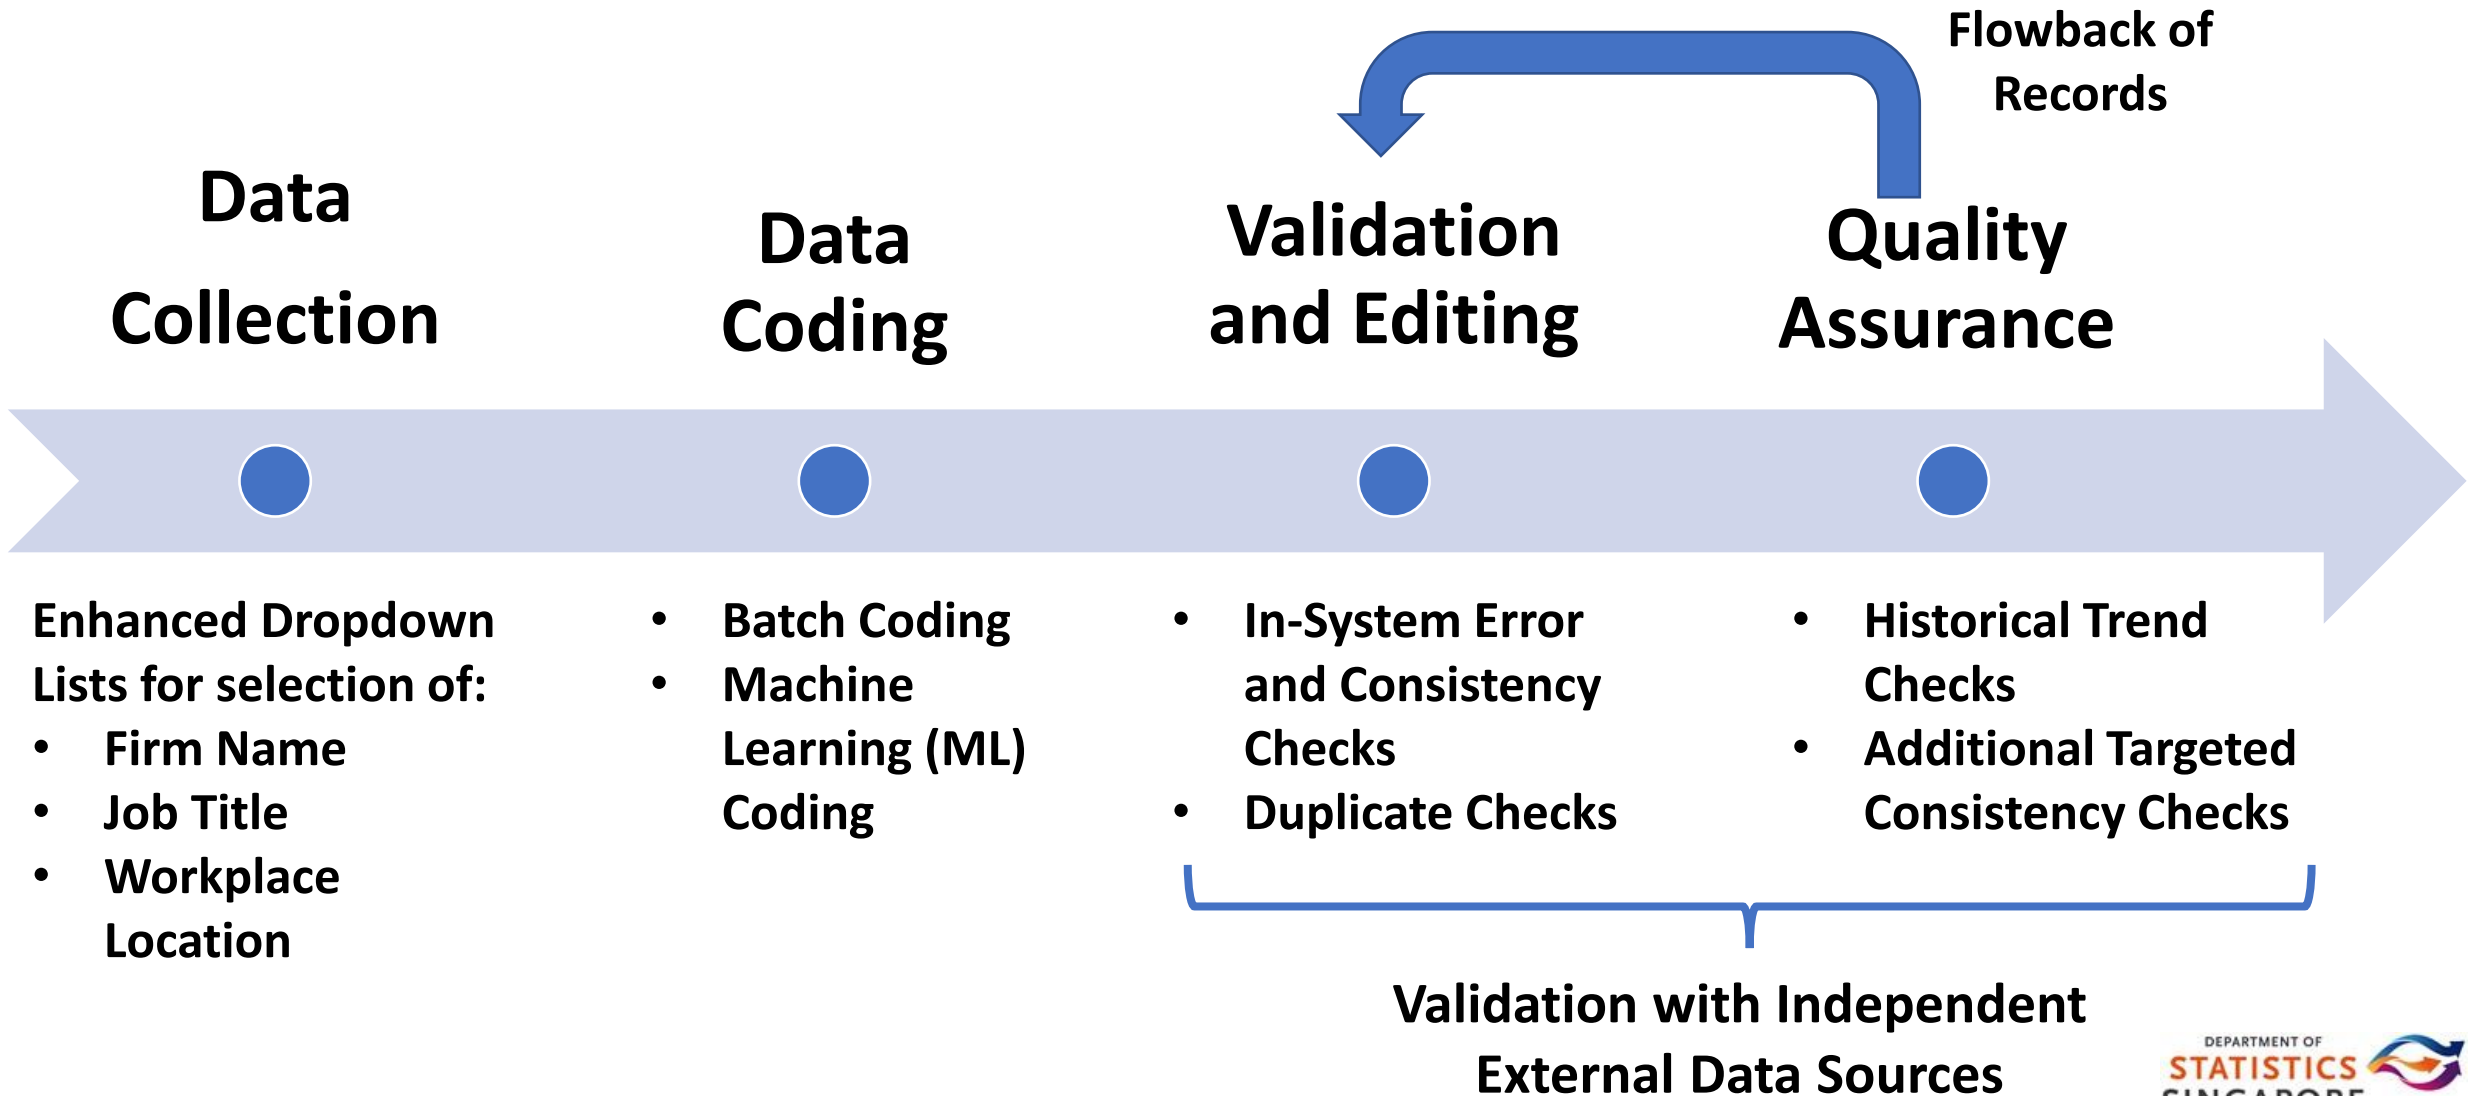 Flowback of
Records
Data
Collection
Data
Coding
Validation
and Editing
Quality
Assurance
Enhanced Dropdown
Lists for selection of:
• Firm Name
• Job Title
• Workplace
Location
• Batch Coding
• Machine
Learning (ML)
Coding
• In-System Error
and Consistency
Checks
• Duplicate Checks
• Historical Trend
Checks
• Additional Targeted
Consistency Checks
Validation with Independent
External Data Sources
DEPARTMENT OF
STATISTICS
SINGAPORE